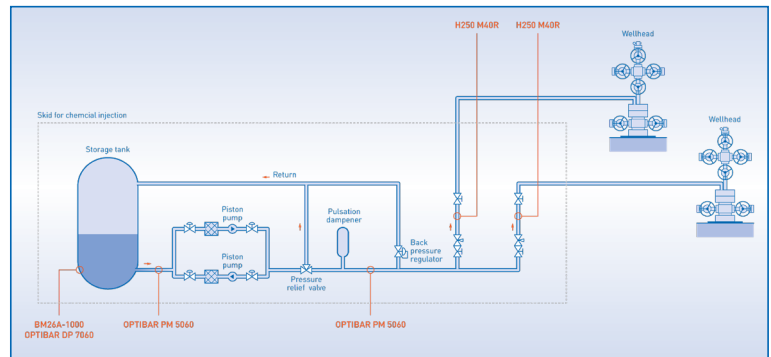 H250 M40R
H250 M40R
Wellhead
Wellhead
Skid for chemcial injection
Storage tank
Return
Piston
pump
Pulsation
dampener
Back
pressure
regulator
Piston
pump
Pressure
relief valve
BM26A-1000
OPTIBAR DP 7060
OPTIBAR PM 5060
OPTIBAR PM 5060